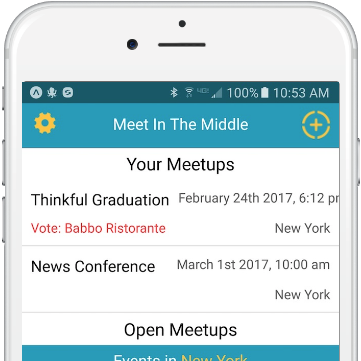 100% 10:53 AM
Meet In The Middle
Your Meetups
Thinkful Graduation February 24th 2017, 6:12 pr
Vote: Babbo Ristorante New York
News Conference March 1st 2017, 10:00 am
New York
Open Meetups
Events in New York